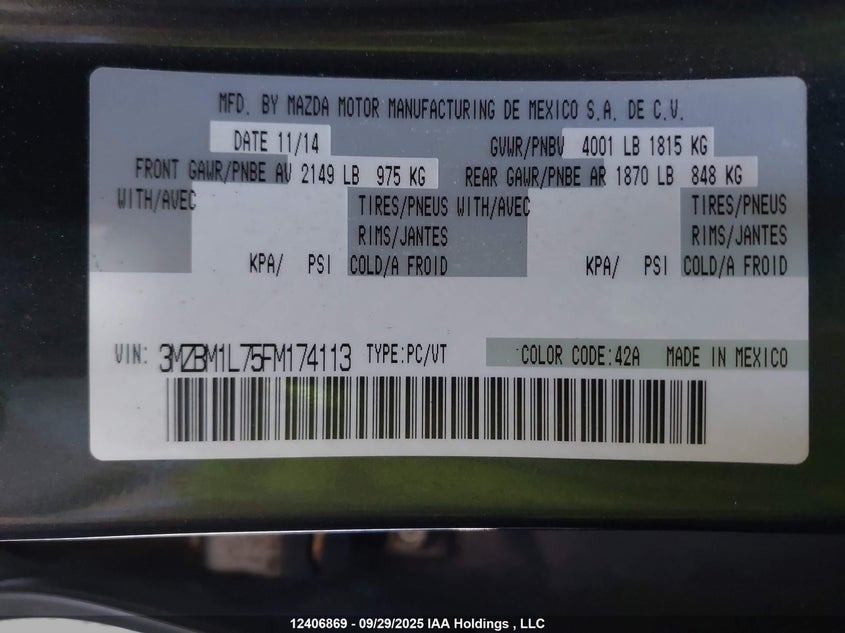 MFD. BY MAZDA MOTOR MANUFACTURING DE MEXICO S.A. DE C.V.
DATE 11/14 GVWR/PNBV 4001 LB 1815 KG
FRONT GAWR/PNBE AV 2149 LB 975 KG REAR GAWR/PNBE AR 1870 LB 848 KG
WITH/AVEC TIRES/PNEUS WITH/AVEC TIRES/PNEUS
RIMS/JANTES RIMS/JANTES
KPA/ PSI COLD/A FROID KPA/ PSI COLD/A FROID
VIN: 3MZBM1L75FM174113 TYPE:PC/VT COLOR CODE:42A MADE IN MEXICO
12406869 - 09/29/2025 IAA Holdings , LLC